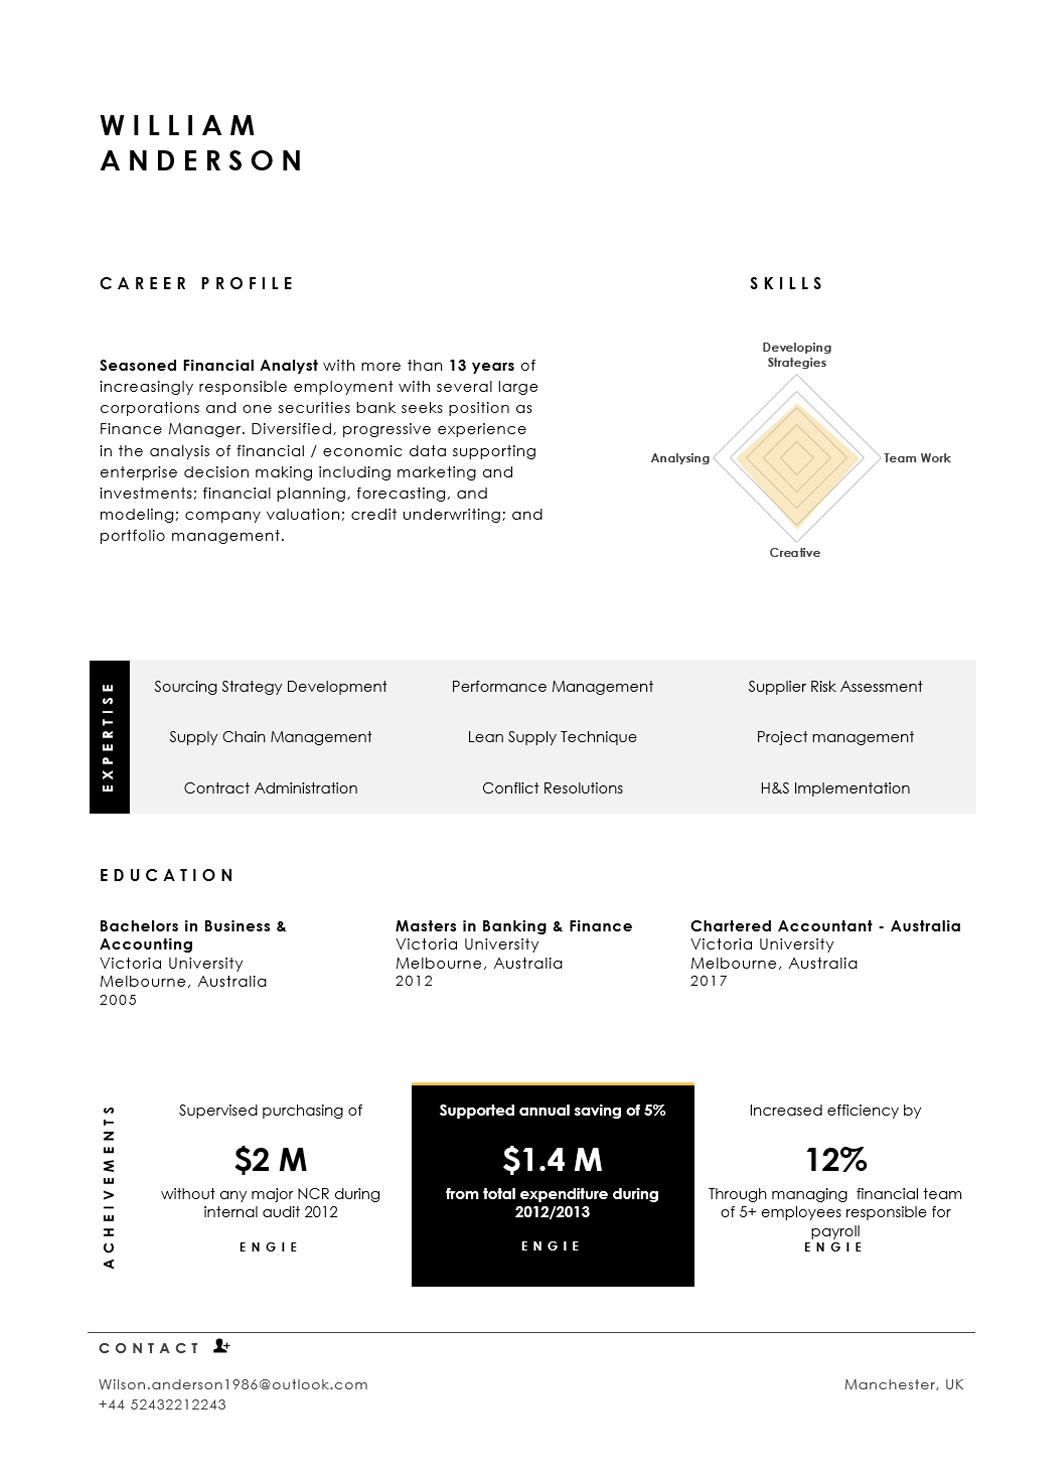 WILLIAM
ANDERSON
CAREER PROFILE
Seasoned Financial Analyst with more than 13 years of
increasingly responsible employment with several large
corporations and one securities bank seeks position as
Finance Manager. Diversified, progressive experience
in the analysis of financial / economic data supporting
enterprise decision making including marketing and
investments; financial planning, forecasting, and
modeling; company valuation; credit underwriting; and
portfolio management.
SKILLS
Developing
Strategies
Analysing
Team Work
Creative
EXPERTISE
Sourcing Strategy Development
Performance Management
Supplier Risk Assessment
Supply Chain Management
Lean Supply Technique
Project management
Contract Administration
Conflict Resolutions
H&S Implementation
EDUCATION
Bachelors in Business &
Accounting
Victoria University
Melbourne, Australia
2005
Masters in Banking & Finance
Victoria University
Melbourne, Australia
2012
Chartered Accountant - Australia
Victoria University
Melbourne, Australia
2017
ACHEIVEMENTS
Supervised purchasing of
$2 M
without any major NCR during
internal audit 2012
ENGIE
Supported annual saving of 5%
$1.4 M
from total expenditure during
2012/2013
ENGIE
Increased efficiency by
12%
Through managing  financial team
of 5+ employees responsible for
payroll
ENGIE
CONTACT
Wilson.anderson1986@outlook.com
+44 52432212243
Manchester, UK